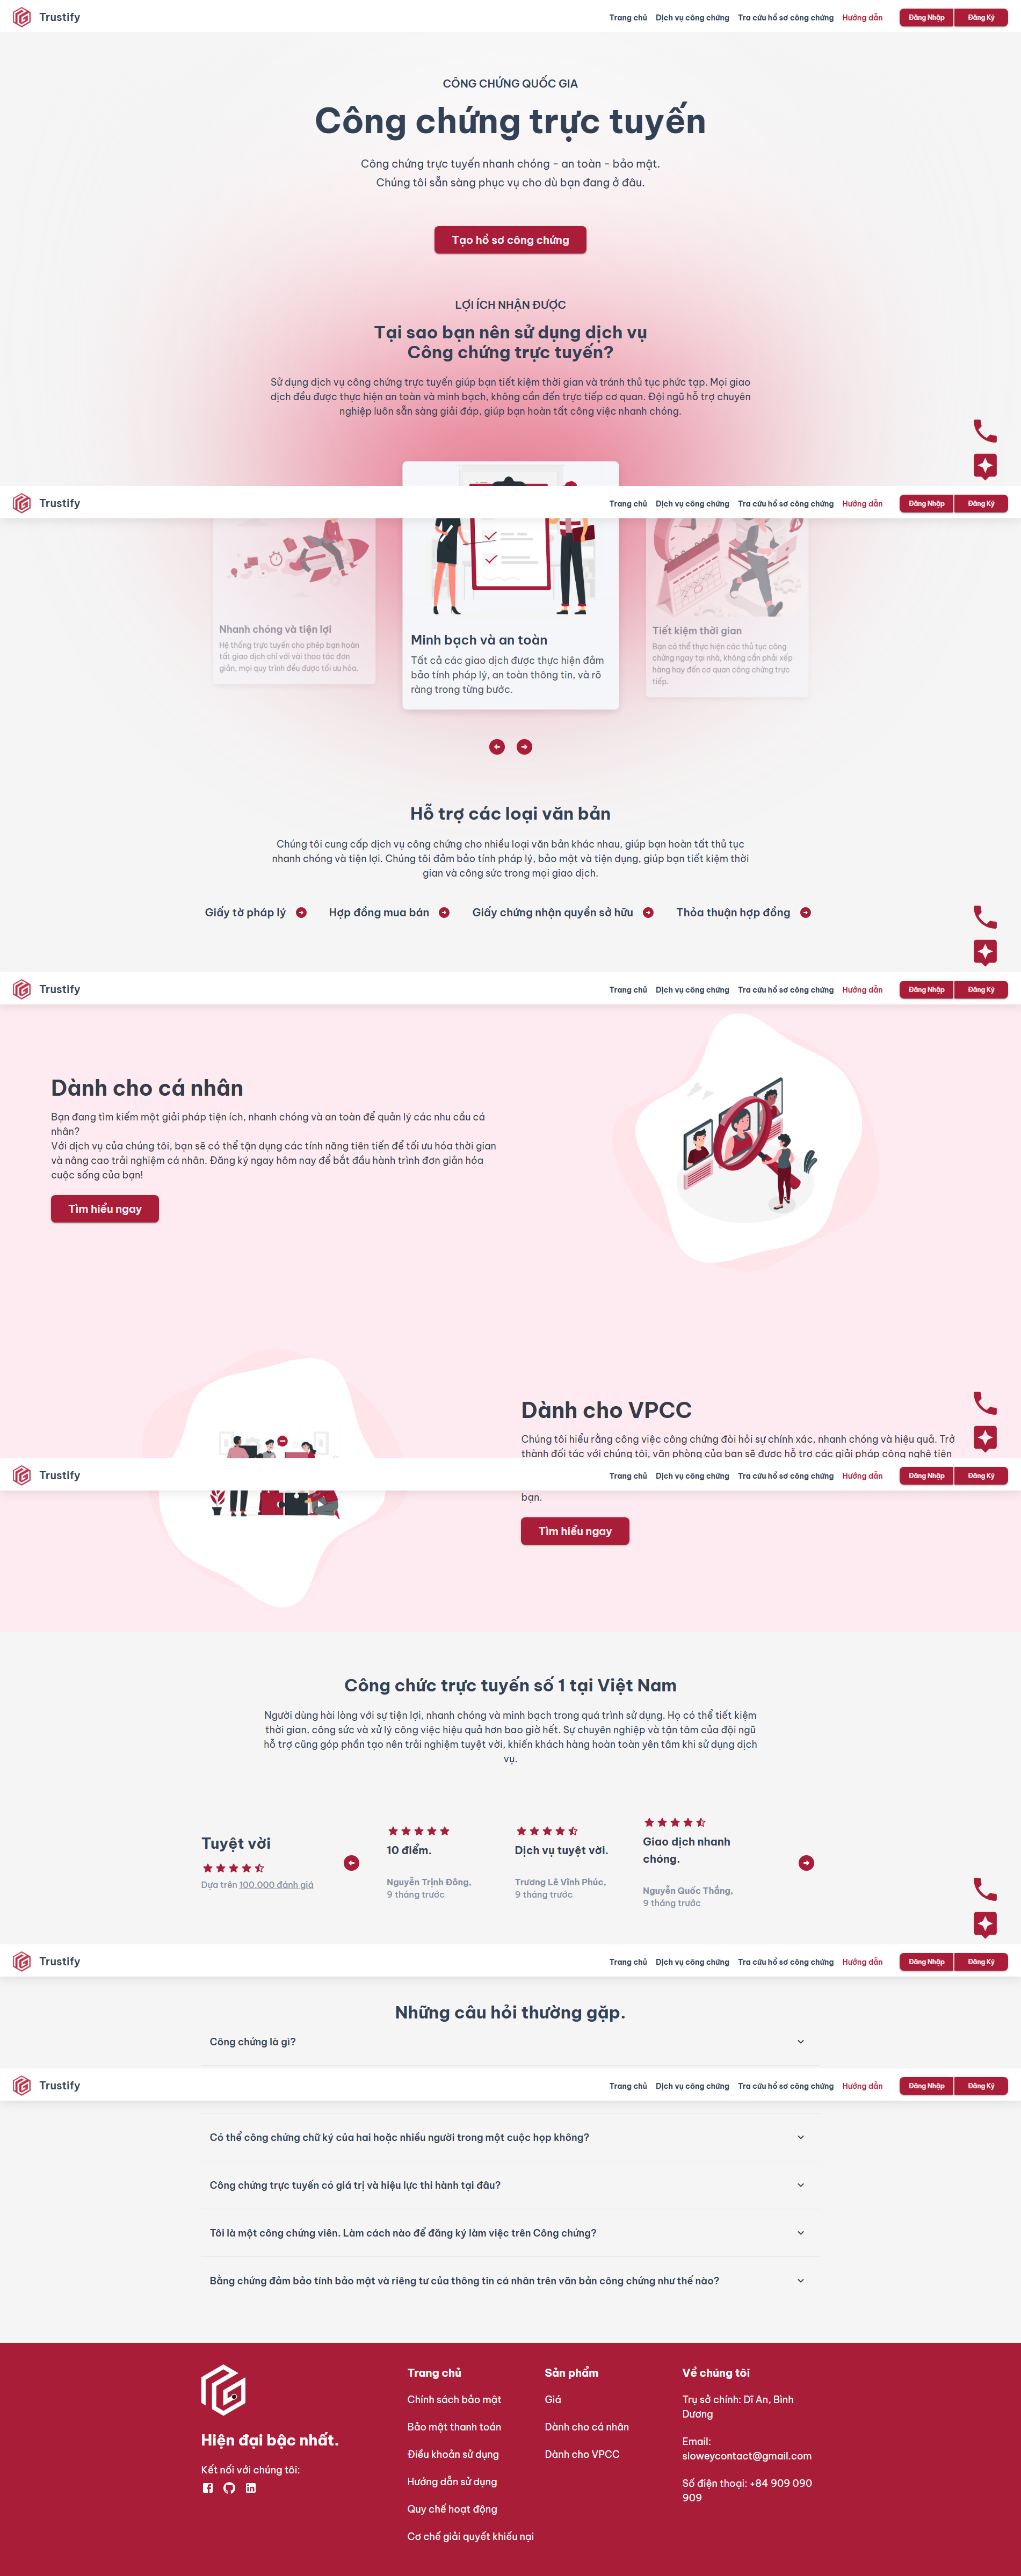 Trustify
Trang chủ Dịch vụ công chứng Tra cứu hồ sơ công chứng Hướng dẫn Đăng Nhập Đăng Ký
CÔNG CHỨNG QUỐC GIA
Công chứng trực tuyến
Công chứng trực tuyến nhanh chóng - an toàn - bảo mật.
Chúng tôi sẵn sàng phục vụ cho dù bạn đang ở đâu.
Tạo hồ sơ công chứng
LỢI ÍCH NHẬN ĐƯỢC
Tại sao bạn nên sử dụng dịch vụ
Công chứng trực tuyến?
Sử dụng dịch vụ công chứng trực tuyến giúp bạn tiết kiệm thời gian và tránh thủ tục phức tạp. Mọi giao
dịch đều được thực hiện an toàn và minh bạch, không cần đến trực tiếp cơ quan. Đội ngũ hỗ trợ chuyên
nghiệp luôn sẵn sàng giải đáp, giúp bạn hoàn tất công việc nhanh chóng.
Trustify
Trang chủ Dịch vụ công chứng Tra cứu hồ sơ công chứng Hướng dẫn Đăng Nhập Đăng Ký
Nhanh chóng và tiện lợi
Hệ thống trực tuyến cho phép bạn hoàn
tất giao dịch chỉ với vài thao tác đơn
giản, mọi quy trình đều được tối ưu hóa.
Minh bạch và an toàn
Tất cả các giao dịch được thực hiện đảm
bảo tính pháp lý, an toàn thông tin, và rõ
ràng trong từng bước.
Tiết kiệm thời gian
Bạn có thể thực hiện các thủ tục công
chứng ngay tại nhà, không cần phải xếp
hàng hay đến cơ quan công chứng trực
tiếp.
Hỗ trợ các loại văn bản
Chúng tôi cung cấp dịch vụ công chứng cho nhiều loại văn bản khác nhau, giúp bạn hoàn tất thủ tục
nhanh chóng và tiện lợi. Chúng tôi đảm bảo tính pháp lý, bảo mật và tiện dụng, giúp bạn tiết kiệm thời
gian và công sức trong mọi giao dịch.
Giấy tờ pháp lý Hợp đồng mua bán Giấy chứng nhận quyền sở hữu Thỏa thuận hợp đồng
Trustify
Trang chủ Dịch vụ công chứng Tra cứu hồ sơ công chứng Hướng dẫn Đăng Nhập Đăng Ký
Dành cho cá nhân
Bạn đang tìm kiếm một giải pháp tiện ích, nhanh chóng và an toàn để quản lý các nhu cầu cá
nhân?
Với dịch vụ của chúng tôi, bạn sẽ có thể tận dụng các tính năng tiên tiến để tối ưu hóa thời gian
và nâng cao trải nghiệm cá nhân. Đăng ký ngay hôm nay để bắt đầu hành trình đơn giản hóa
cuộc sống của bạn!
Tìm hiểu ngay
Dành cho VPCC
Chúng tôi hiểu rằng công việc công chứng đòi hỏi sự chính xác, nhanh chóng và hiệu quả. Trở
thành đối tác với chúng tôi, văn phòng của bạn sẽ được hỗ trợ các giải pháp công nghệ tiên
Trustify
Trang chủ Dịch vụ công chứng Tra cứu hồ sơ công chứng Hướng dẫn Đăng Nhập Đăng Ký
bạn.
Tìm hiểu ngay
Công chức trực tuyến số 1 tại Việt Nam
Người dùng hài lòng với sự tiện lợi, nhanh chóng và minh bạch trong quá trình sử dụng. Họ có thể tiết kiệm
thời gian, công sức và xử lý công việc hiệu quả hơn bao giờ hết. Sự chuyên nghiệp và tận tâm của đội ngũ
hỗ trợ cũng góp phần tạo nên trải nghiệm tuyệt vời, khiến khách hàng hoàn toàn yên tâm khi sử dụng dịch
vụ.
Tuyệt vời
Dựa trên 100.000 đánh giá
10 điểm.
Nguyễn Trịnh Đông,
9 tháng trước
Dịch vụ tuyệt vời.
Trương Lê Vĩnh Phúc,
9 tháng trước
Giao dịch nhanh
chóng.
Nguyễn Quốc Thắng,
9 tháng trước
Trustify
Trang chủ Dịch vụ công chứng Tra cứu hồ sơ công chứng Hướng dẫn Đăng Nhập Đăng Ký
Những câu hỏi thường gặp.
Công chứng là gì?
Trustify
Trang chủ Dịch vụ công chứng Tra cứu hồ sơ công chứng Hướng dẫn Đăng Nhập Đăng Ký
Có thể công chứng chữ ký của hai hoặc nhiều người trong một cuộc họp không?
Công chứng trực tuyến có giá trị và hiệu lực thi hành tại đâu?
Tôi là một công chứng viên. Làm cách nào để đăng ký làm việc trên Công chứng?
Bằng chứng đảm bảo tính bảo mật và riêng tư của thông tin cá nhân trên văn bản công chứng như thế nào?
Hiện đại bậc nhất.
Kết nối với chúng tôi:
Trang chủ
Chính sách bảo mật
Bảo mật thanh toán
Điều khoản sử dụng
Hướng dẫn sử dụng
Quy chế hoạt động
Cơ chế giải quyết khiếu nại
Sản phẩm
Giá
Dành cho cá nhân
Dành cho VPCC
Về chúng tôi
Trụ sở chính: Dĩ An, Bình
Dương
Email:
sloweycontact@gmail.com
Số điện thoại: +84 909 090
909